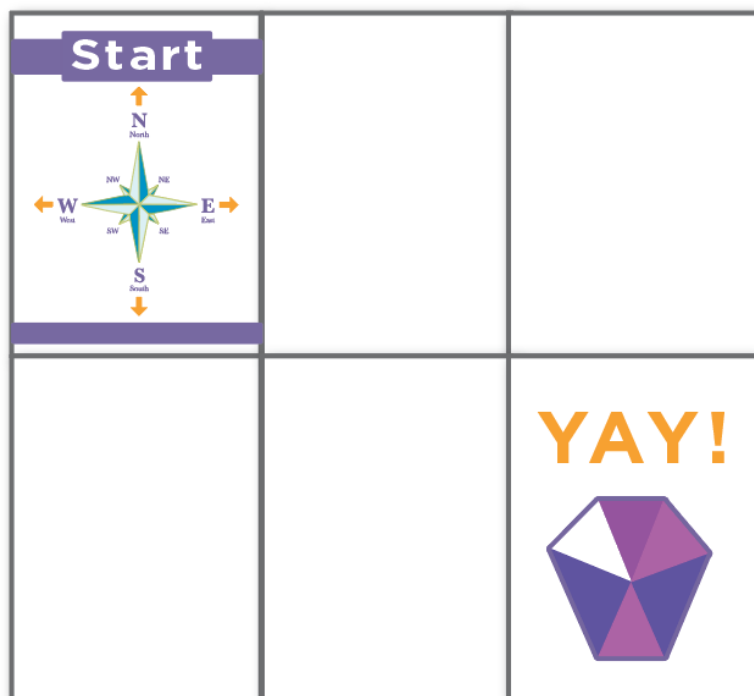 Start
N
North
NW NE
W E
West East
SW SE
S
South
YAY!